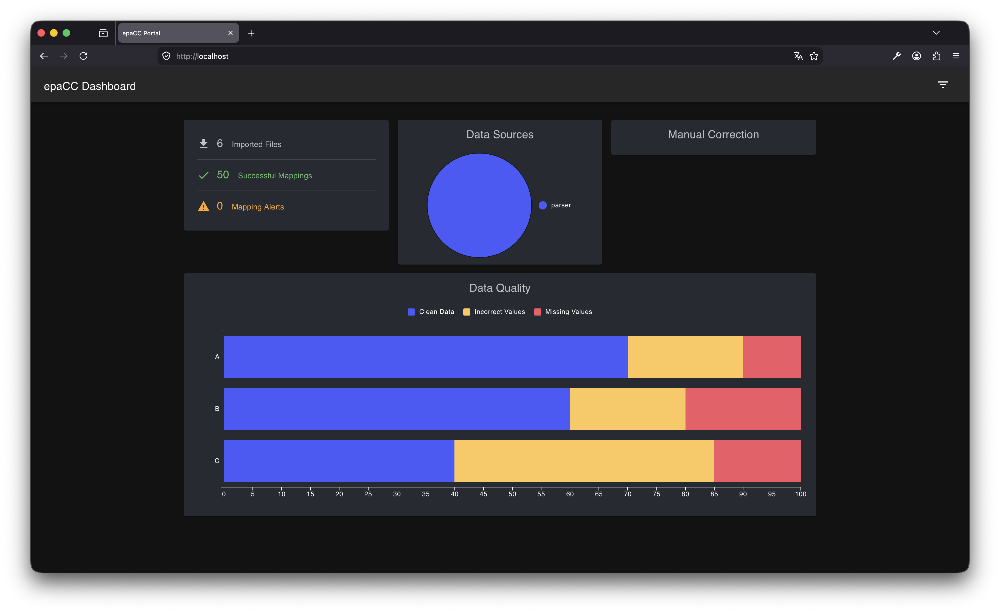 epaCC Portal
http://localhost
epaCC Dashboard
6 Imported Files
50 Successful Mappings
0 Mapping Alerts
Data Sources
parser
Manual Correction
Data Quality
Clean Data Incorrect Values Missing Values
A
B
C
0 5 10 15 20 25 30 35 40 45 50 55 60 65 70 75 80 85 90 95 100